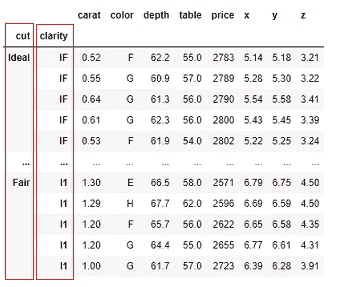 carat color depth table price x y z
cut clarity
Ideal IF 0.52 F 62.2 55.0 2783 5.14 5.18 3.21
IF 0.55 G 60.9 57.0 2789 5.28 5.30 3.22
IF 0.64 G 61.3 56.0 2790 5.54 5.58 3.41
IF 0.61 G 62.3 56.0 2800 5.43 5.45 3.39
IF 0.53 F 61.9 54.0 2802 5.22 5.25 3.24
... ... ... ... ... ... ... ... ... ...
Fair I1 1.30 E 66.5 58.0 2571 6.79 6.75 4.50
I1 1.29 H 67.7 62.0 2596 6.69 6.59 4.50
I1 1.20 F 65.7 56.0 2622 6.65 6.58 4.35
I1 1.20 G 64.4 55.0 2655 6.77 6.61 4.31
I1 1.00 G 61.7 57.0 2723 6.39 6.28 3.91